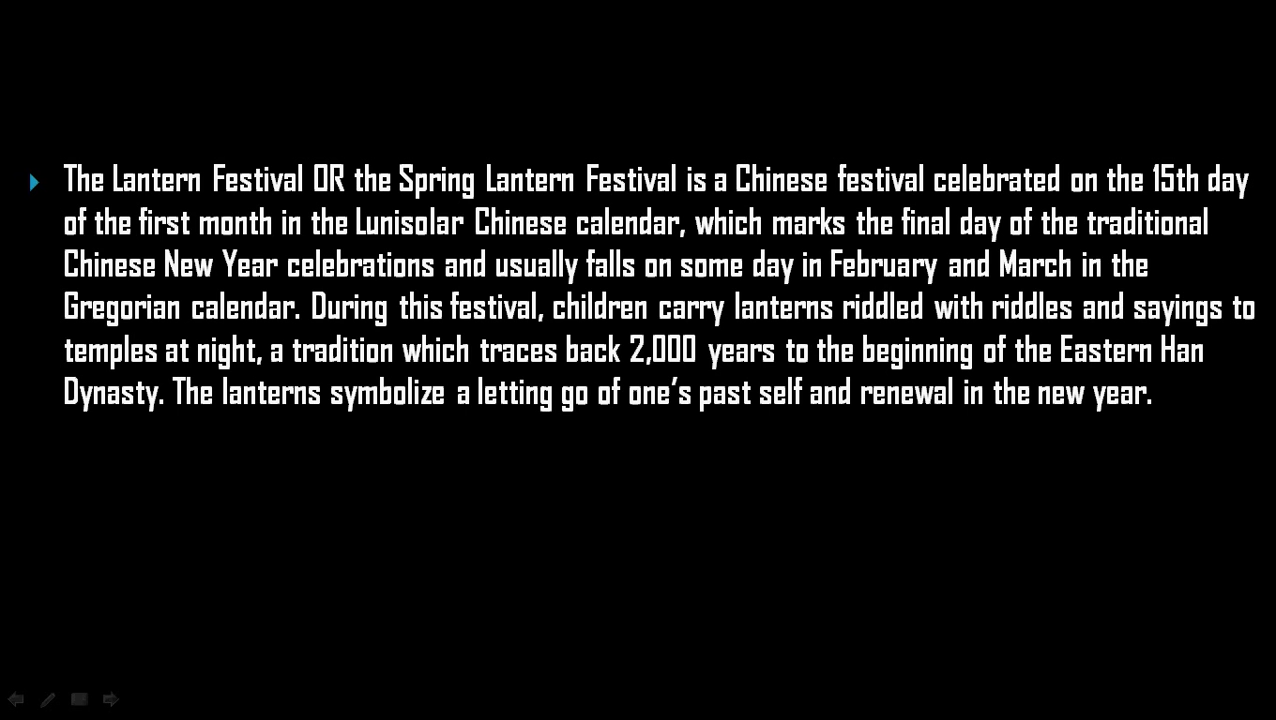 The Lantern Festival OR the Spring Lantern Festival is a Chinese festival celebrated on the 15th day
of the first month in the Lunisolar Chinese calendar, which marks the final day of the traditional
Chinese New Year celebrations and usually falls on some day in February and March in the
Gregorian calendar. During this festival, children carry lanterns riddled with riddles and sayings to
temples at night, a tradition which traces back 2,000 years to the beginning of the Eastern Han
Dynasty. The lanterns symbolize a letting go of one’s past self and renewal in the new year.